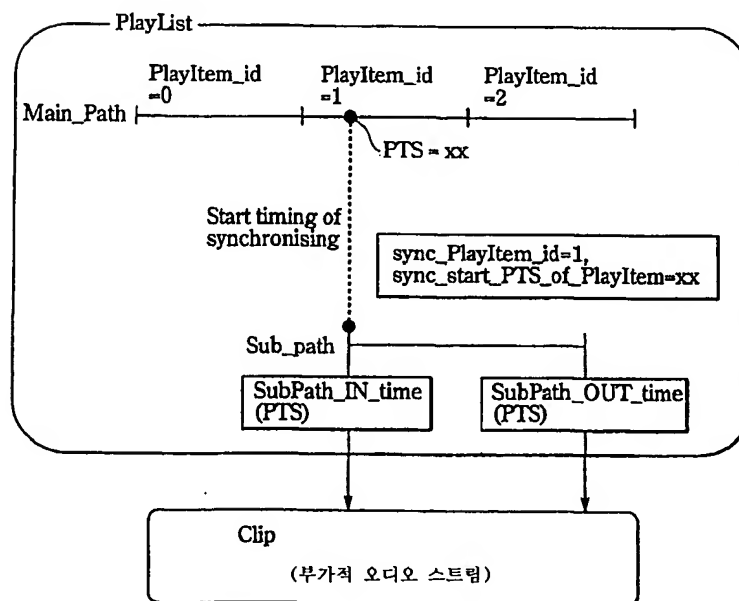 PlayList
PlayItem_id
=0
PlayItem_id
=1
PlayItem_id
=2
Main_Path
PTS = xx
Start timing of
synchronising
sync_PlayItem_id=1,
sync_start_PTS_of_PlayItem=xx
Sub_path
SubPath_IN_time
(PTS)
SubPath_OUT_time
(PTS)
Clip
(부가적 오디오 스트림)